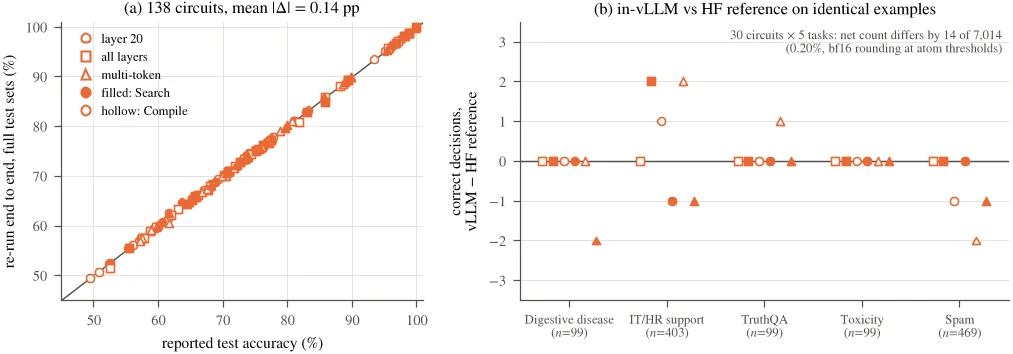 (a) 138 circuits, mean |Δ| = 0.14 pp
re-run end to end, full test sets (%)
100
90
80
70
60
50
layer 20
all layers
multi-token
filled: Search
hollow: Compile
50
60
70
80
90
100
reported test accuracy (%)
(b) in-vLLM vs HF reference on identical examples
30 circuits × 5 tasks: net count differs by 14 of 7,014
(0.20%, bf16 rounding at atom thresholds)
correct decisions,
vLLM − HF reference
3
2
1
0
−1
−2
−3
Digestive disease
(n=99)
IT/HR support
(n=403)
TruthQA
(n=99)
Toxicity
(n=99)
Spam
(n=469)